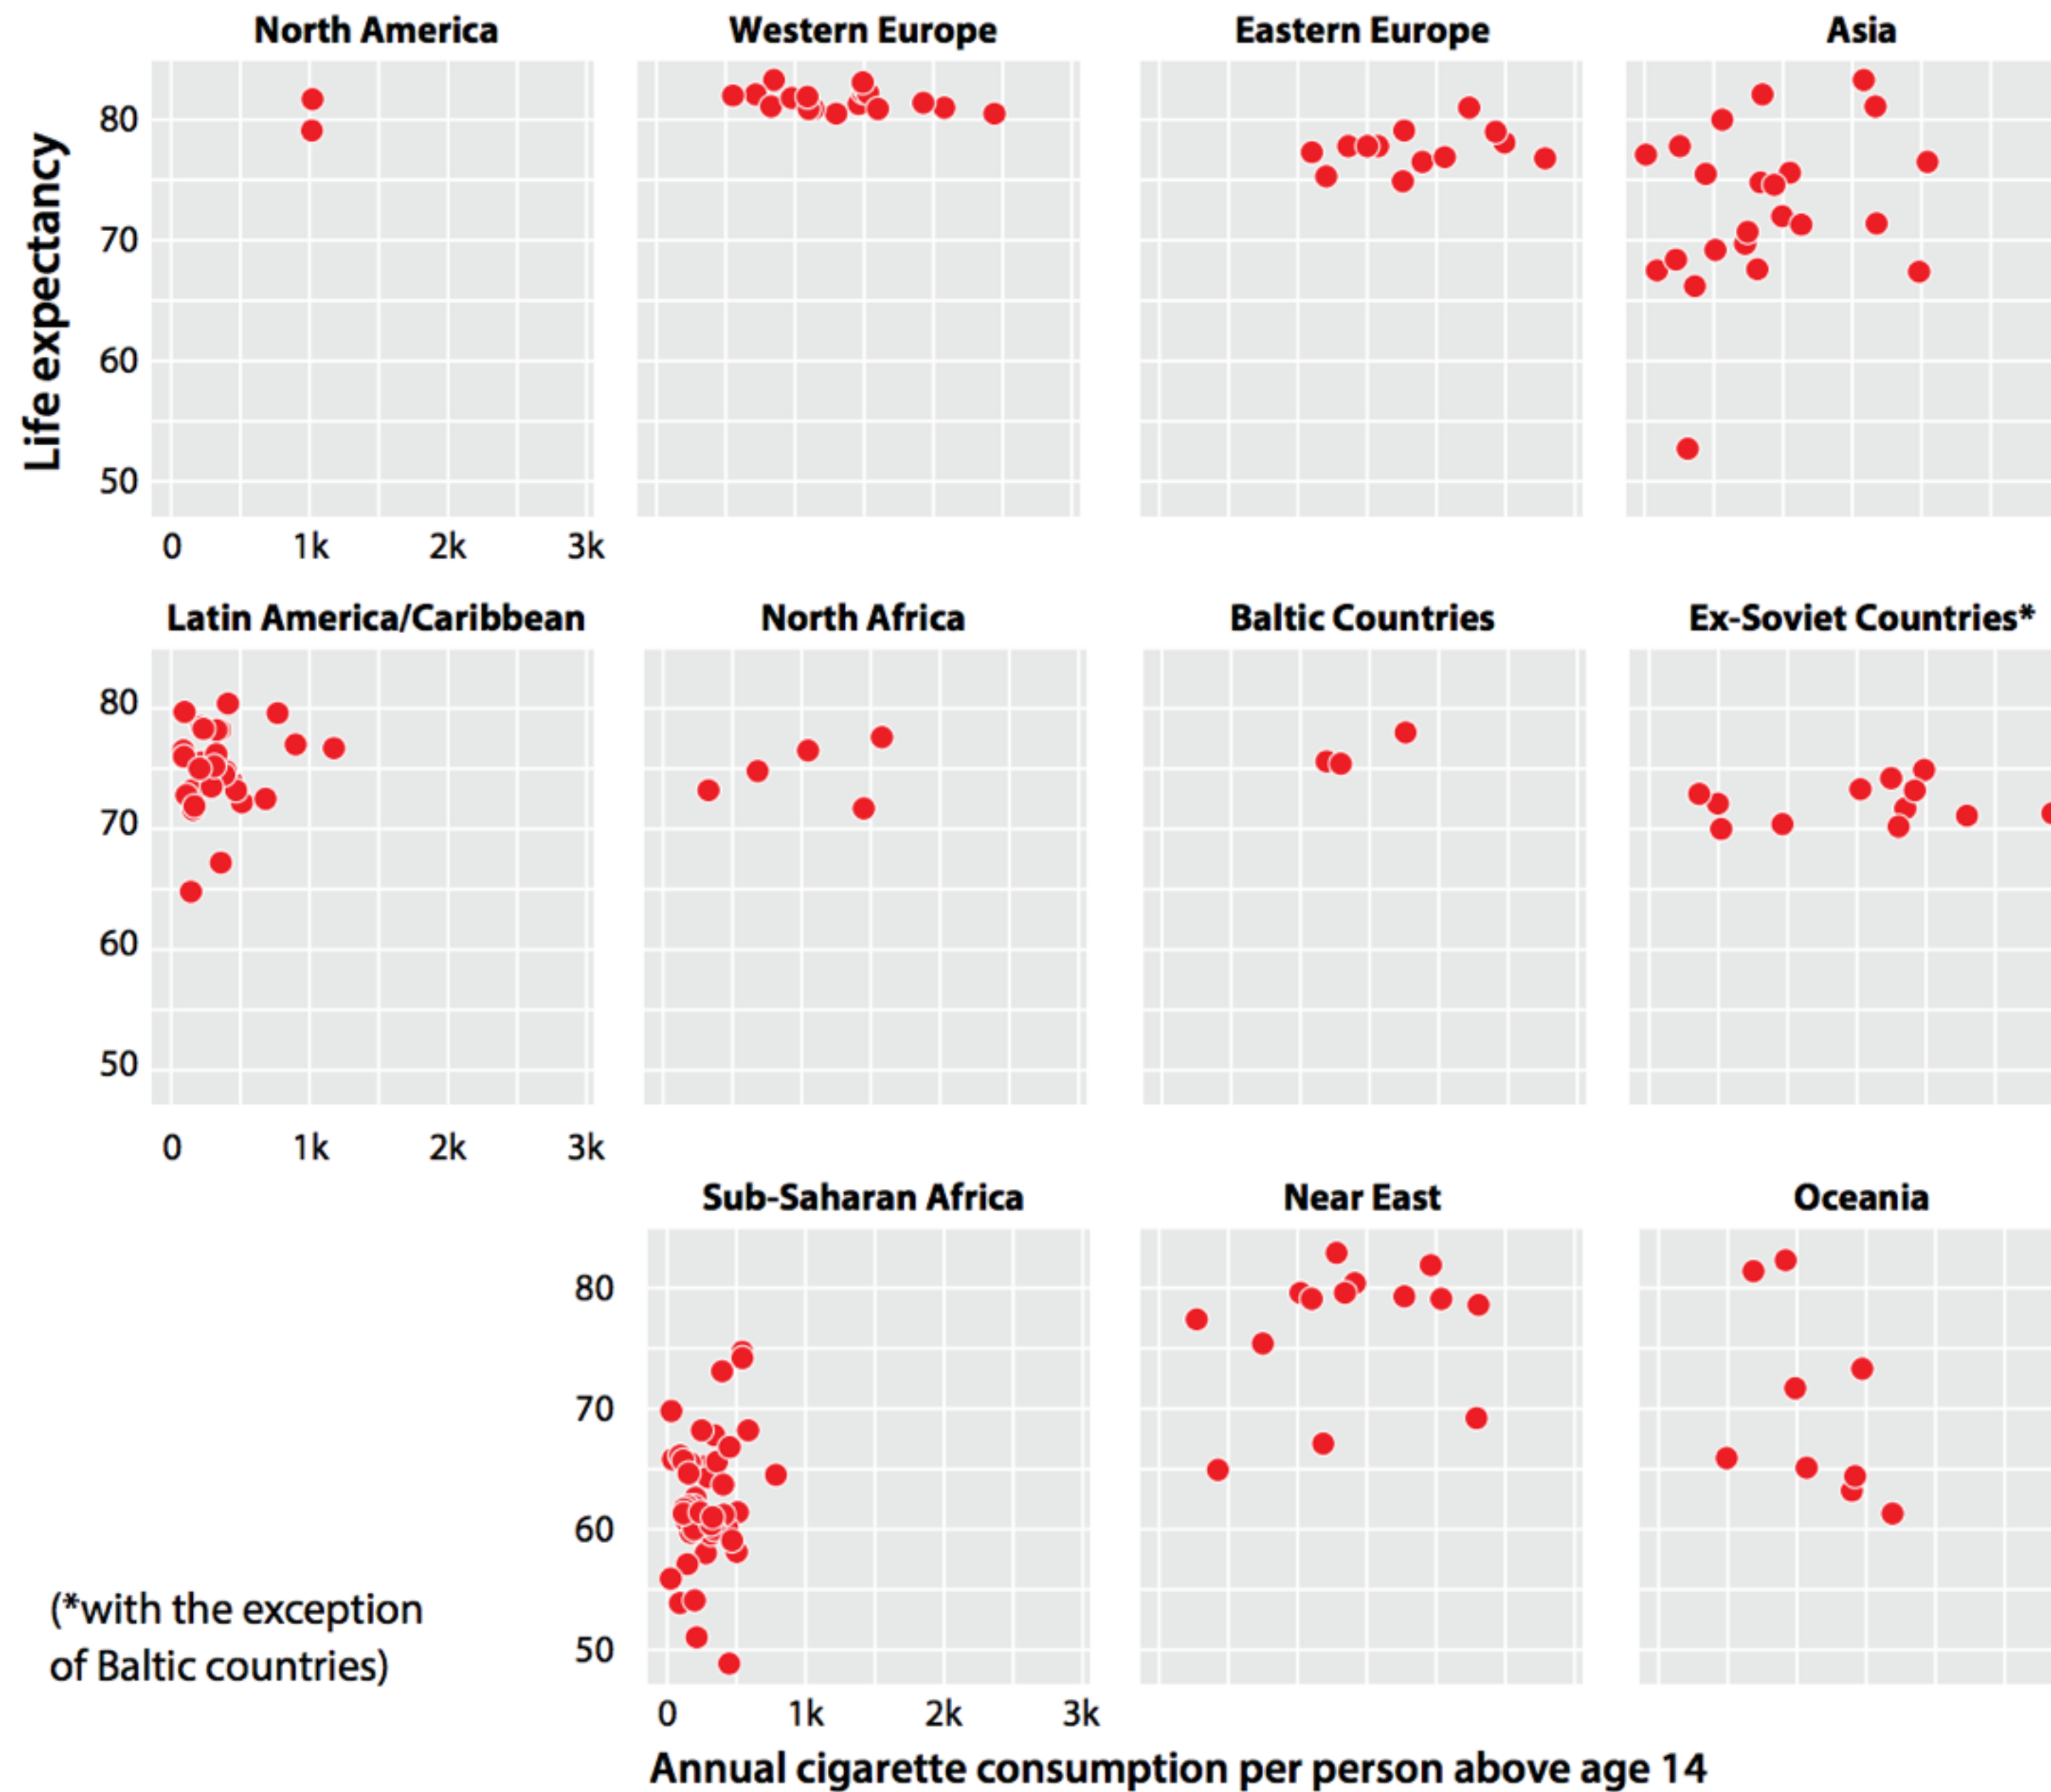 North America
Western Europe
Eastern Europe
Asia
Life expectancy
80
70
60
50
0 1k 2k 3k
Latin America/Caribbean
North Africa
Baltic Countries
Ex-Soviet Countries*
80
70
60
50
0 1k 2k 3k
Sub-Saharan Africa
Near East
Oceania
80
70
60
50
(*with the exception
of Baltic countries)
0 1k 2k 3k
Annual cigarette consumption per person above age 14